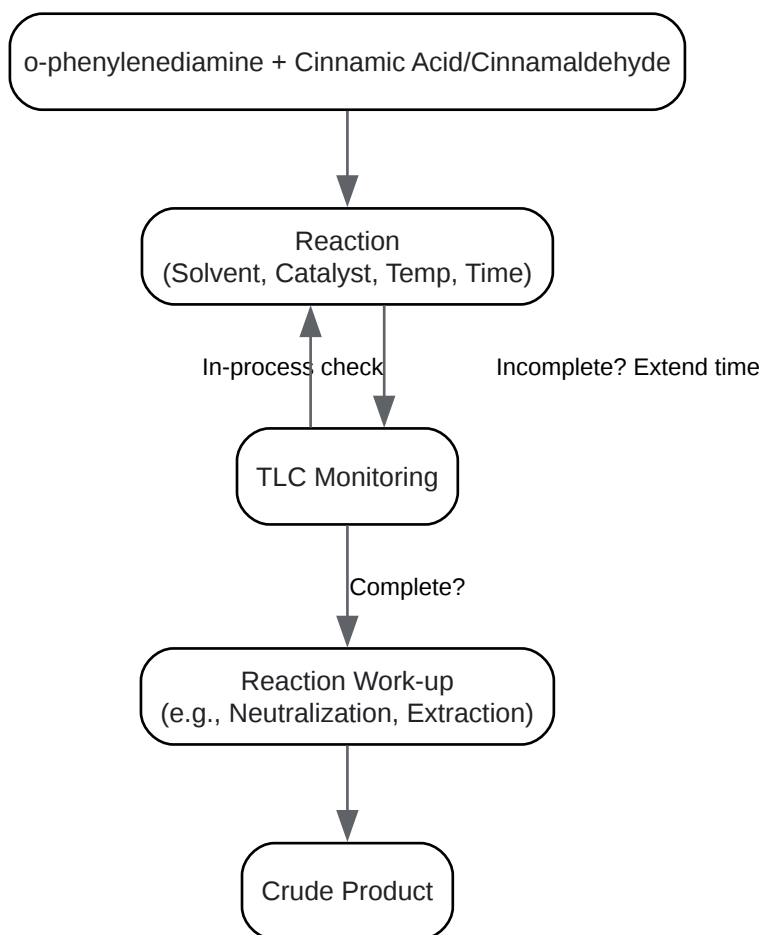 o-phenylenediamine + Cinnamic Acid/Cinnamaldehyde
Reaction
(Solvent, Catalyst, Temp, Time)
In-process check
Incomplete? Extend time
TLC Monitoring
Complete?
Reaction Work-up
(e.g., Neutralization, Extraction)
Crude Product